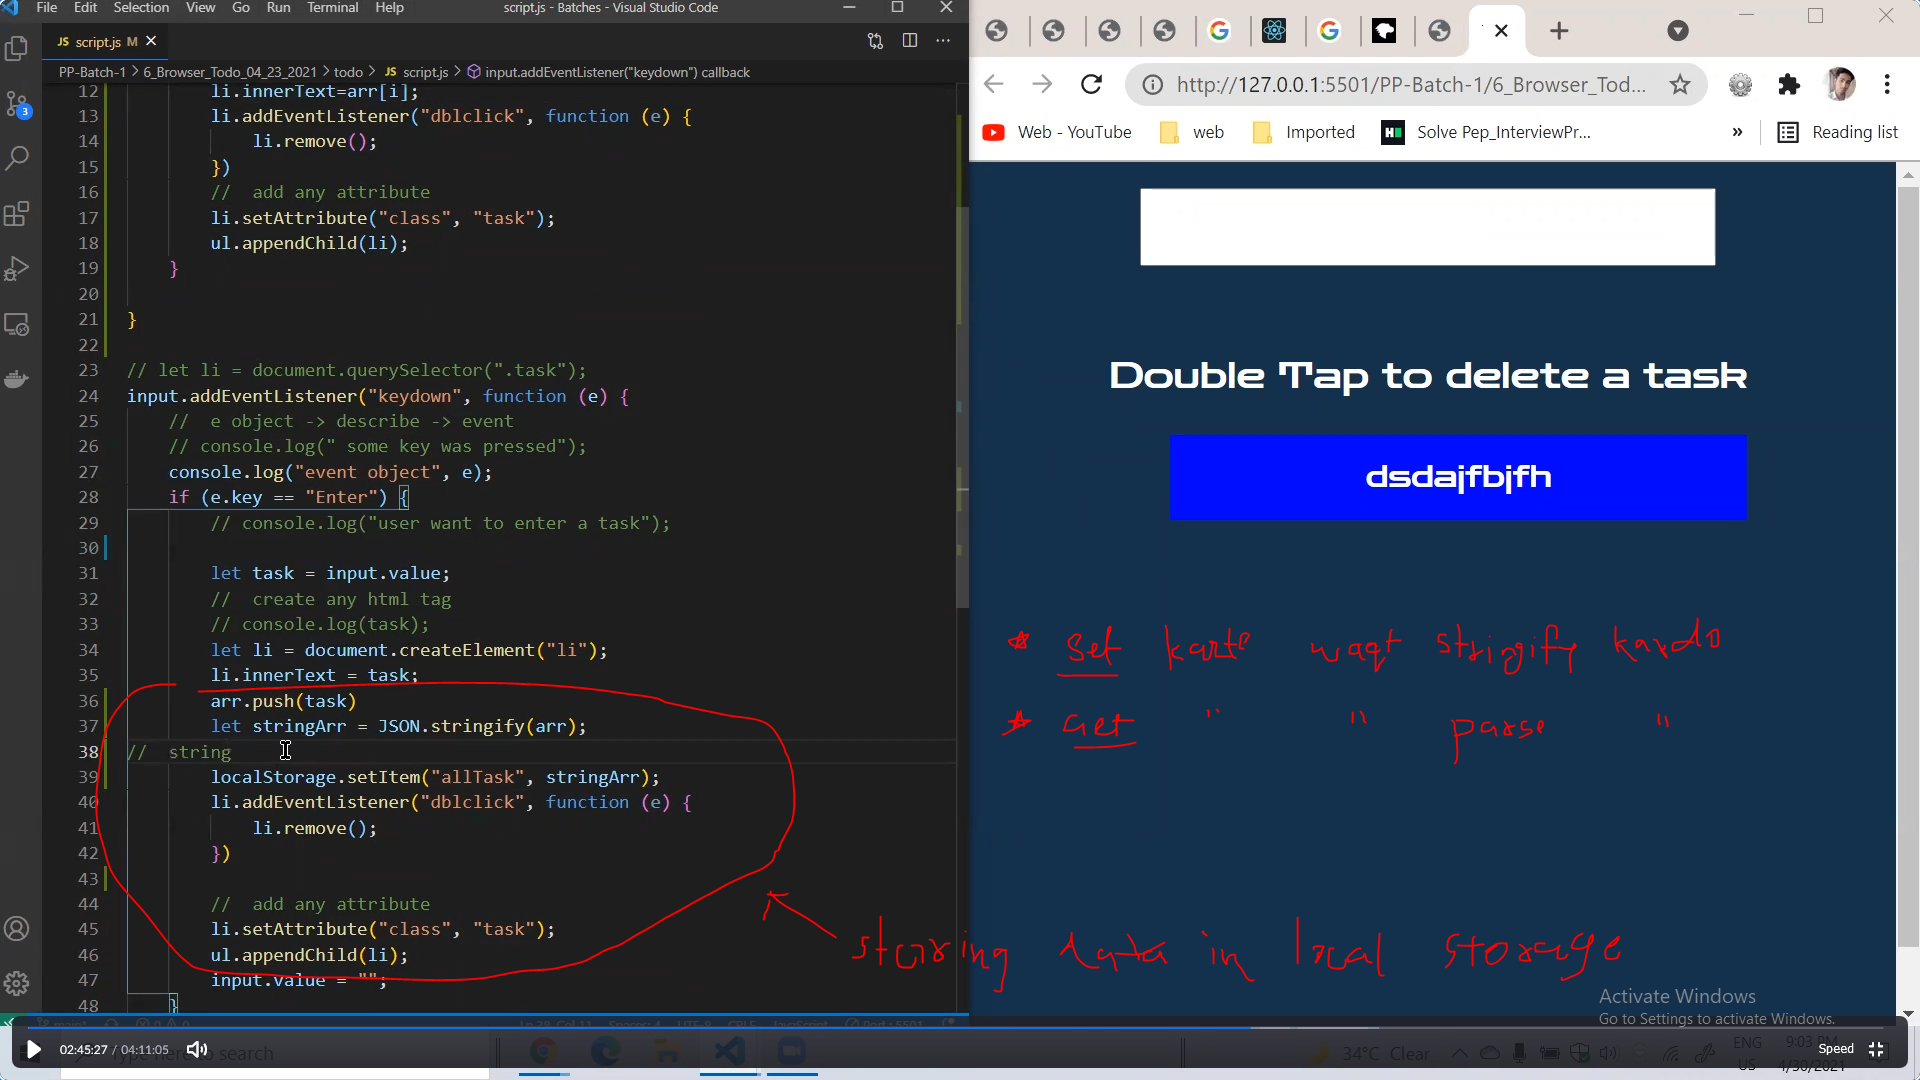 File Edit Selection View Go Run Terminal Help script.js - Batches - Visual Studio Code
JS script.js M
PP-Batch-1 > 6_Browser_Todo_04_23_2021 > todo > JS script.js > input.addEventListener("keydown") callback
12 li.innerText=arr[i];
13 li.addEventListener("dblclick", function (e) {
14 li.remove();
15 })
16 // add any attribute
17 li.setAttribute("class", "task");
18 ul.appendChild(li);
19 }
20
21 }
22
23 // let li = document.querySelector(".task");
24 input.addEventListener("keydown", function (e) {
25 // e object -> describe -> event
26 // console.log(" some key was pressed");
27 console.log("event object", e);
28 if (e.key == "Enter") {
29 // console.log("user want to enter a task");
30
31 let task = input.value;
32 // create any html tag
33 // console.log(task);
34 let li = document.createElement("li");
35 li.innerText = task;
36 arr.push(task)
37 let stringArr = JSON.stringify(arr);
38 // string
39 localStorage.setItem("allTask", stringArr);
40 li.addEventListener("dblclick", function (e) {
41 li.remove();
42 })
43
44 // add any attribute
45 li.setAttribute("class", "task");
46 ul.appendChild(li);
47 input.value = "";
48 }
3
http://127.0.0.1:5501/PP-Batch-1/6_Browser_Tod...
Web - YouTube web Imported Solve Pep_InterviewPr... » Reading list
Double Tap to delete a task
dsdajfbjfh
* Set karte waqt stringify kardo
* Get " " parse "
storing data in local storage
Activate Windows
Go to Settings to activate Windows.
02:45:27 / 04:11:05
Speed
34°C Clear
ENG
US
9:03 PM
4/30/2021